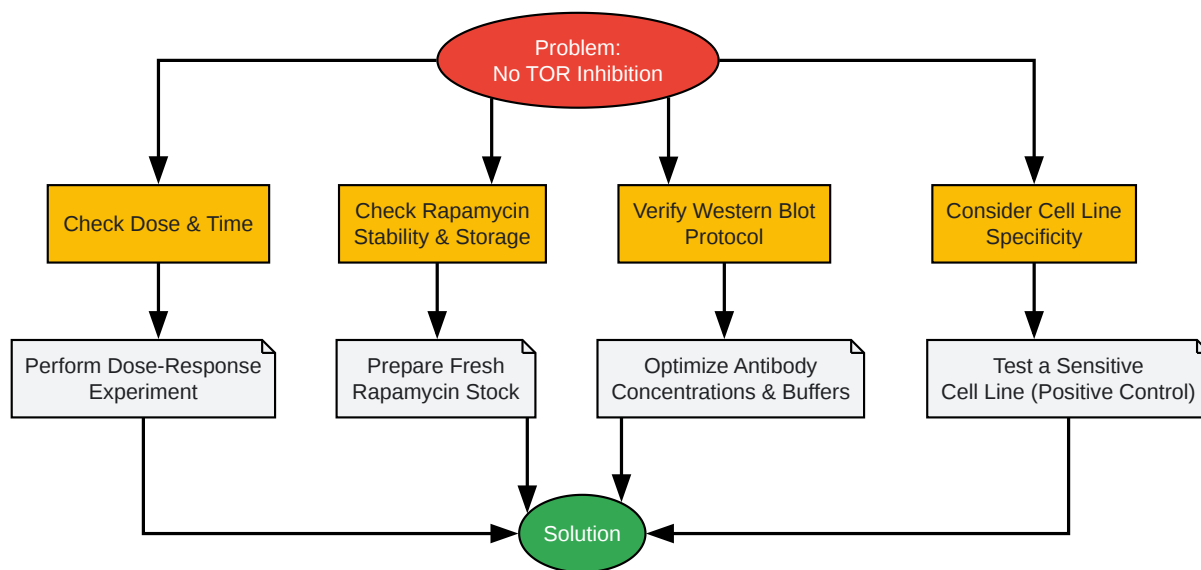 Problem:
No TOR Inhibition
Check Dose & Time
Check Rapamycin
Stability & Storage
Verify Western Blot
Protocol
Consider Cell Line
Specificity
Perform Dose-Response
Experiment
Prepare Fresh
Rapamycin Stock
Optimize Antibody
Concentrations & Buffers
Test a Sensitive
Cell Line (Positive Control)
Solution